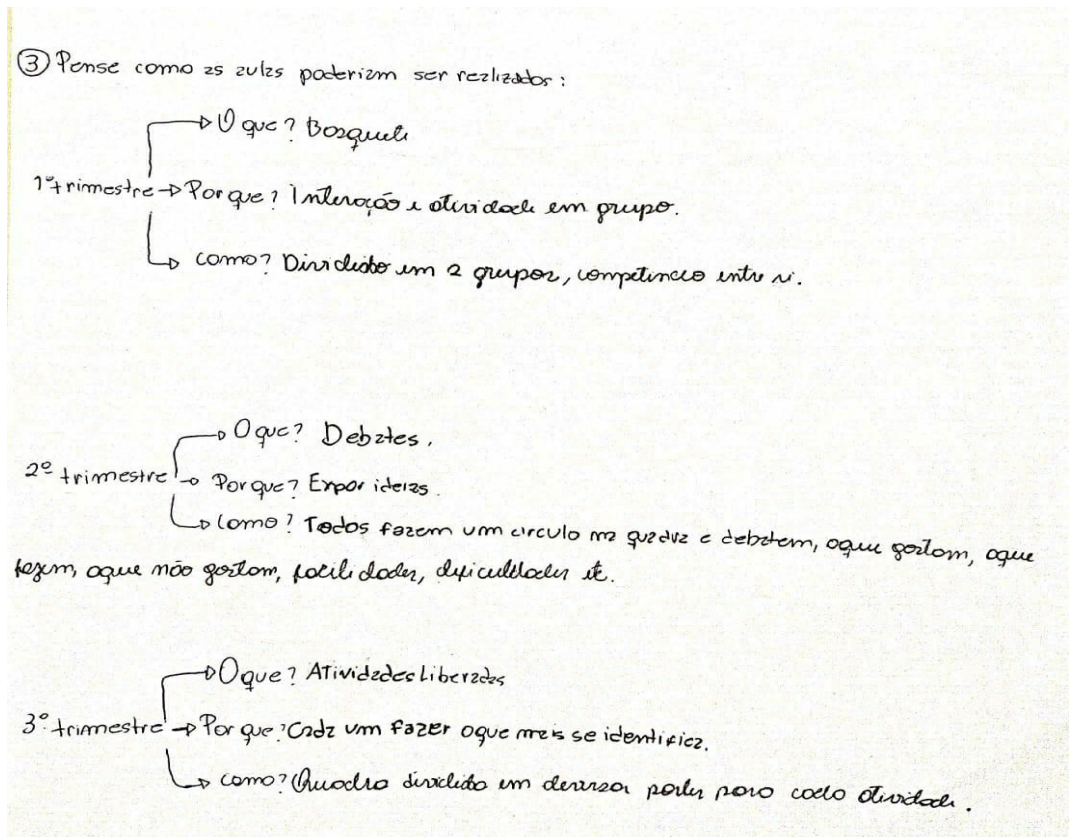 ③ Pense como as aulas poderiam ser realizadas:
O que? Basquete
1º trimestre → Por que? Interação e atividade em grupo.
como? Dividido em 2 grupos, competindo entre si.
O que? Debates.
2º trimestre → Por que? Expor ideias.
Como? Todos fazem um circulo na quadra e debatem, oque gostam, oque
fazem, oque não gostam, facilidades, dificuldades etc.
O que? Atividades Liberadas
3º trimestre → Por que? Cada um fazer oque mais se identifica.
como? Quadra dividido em diversas partes para cada atividade.